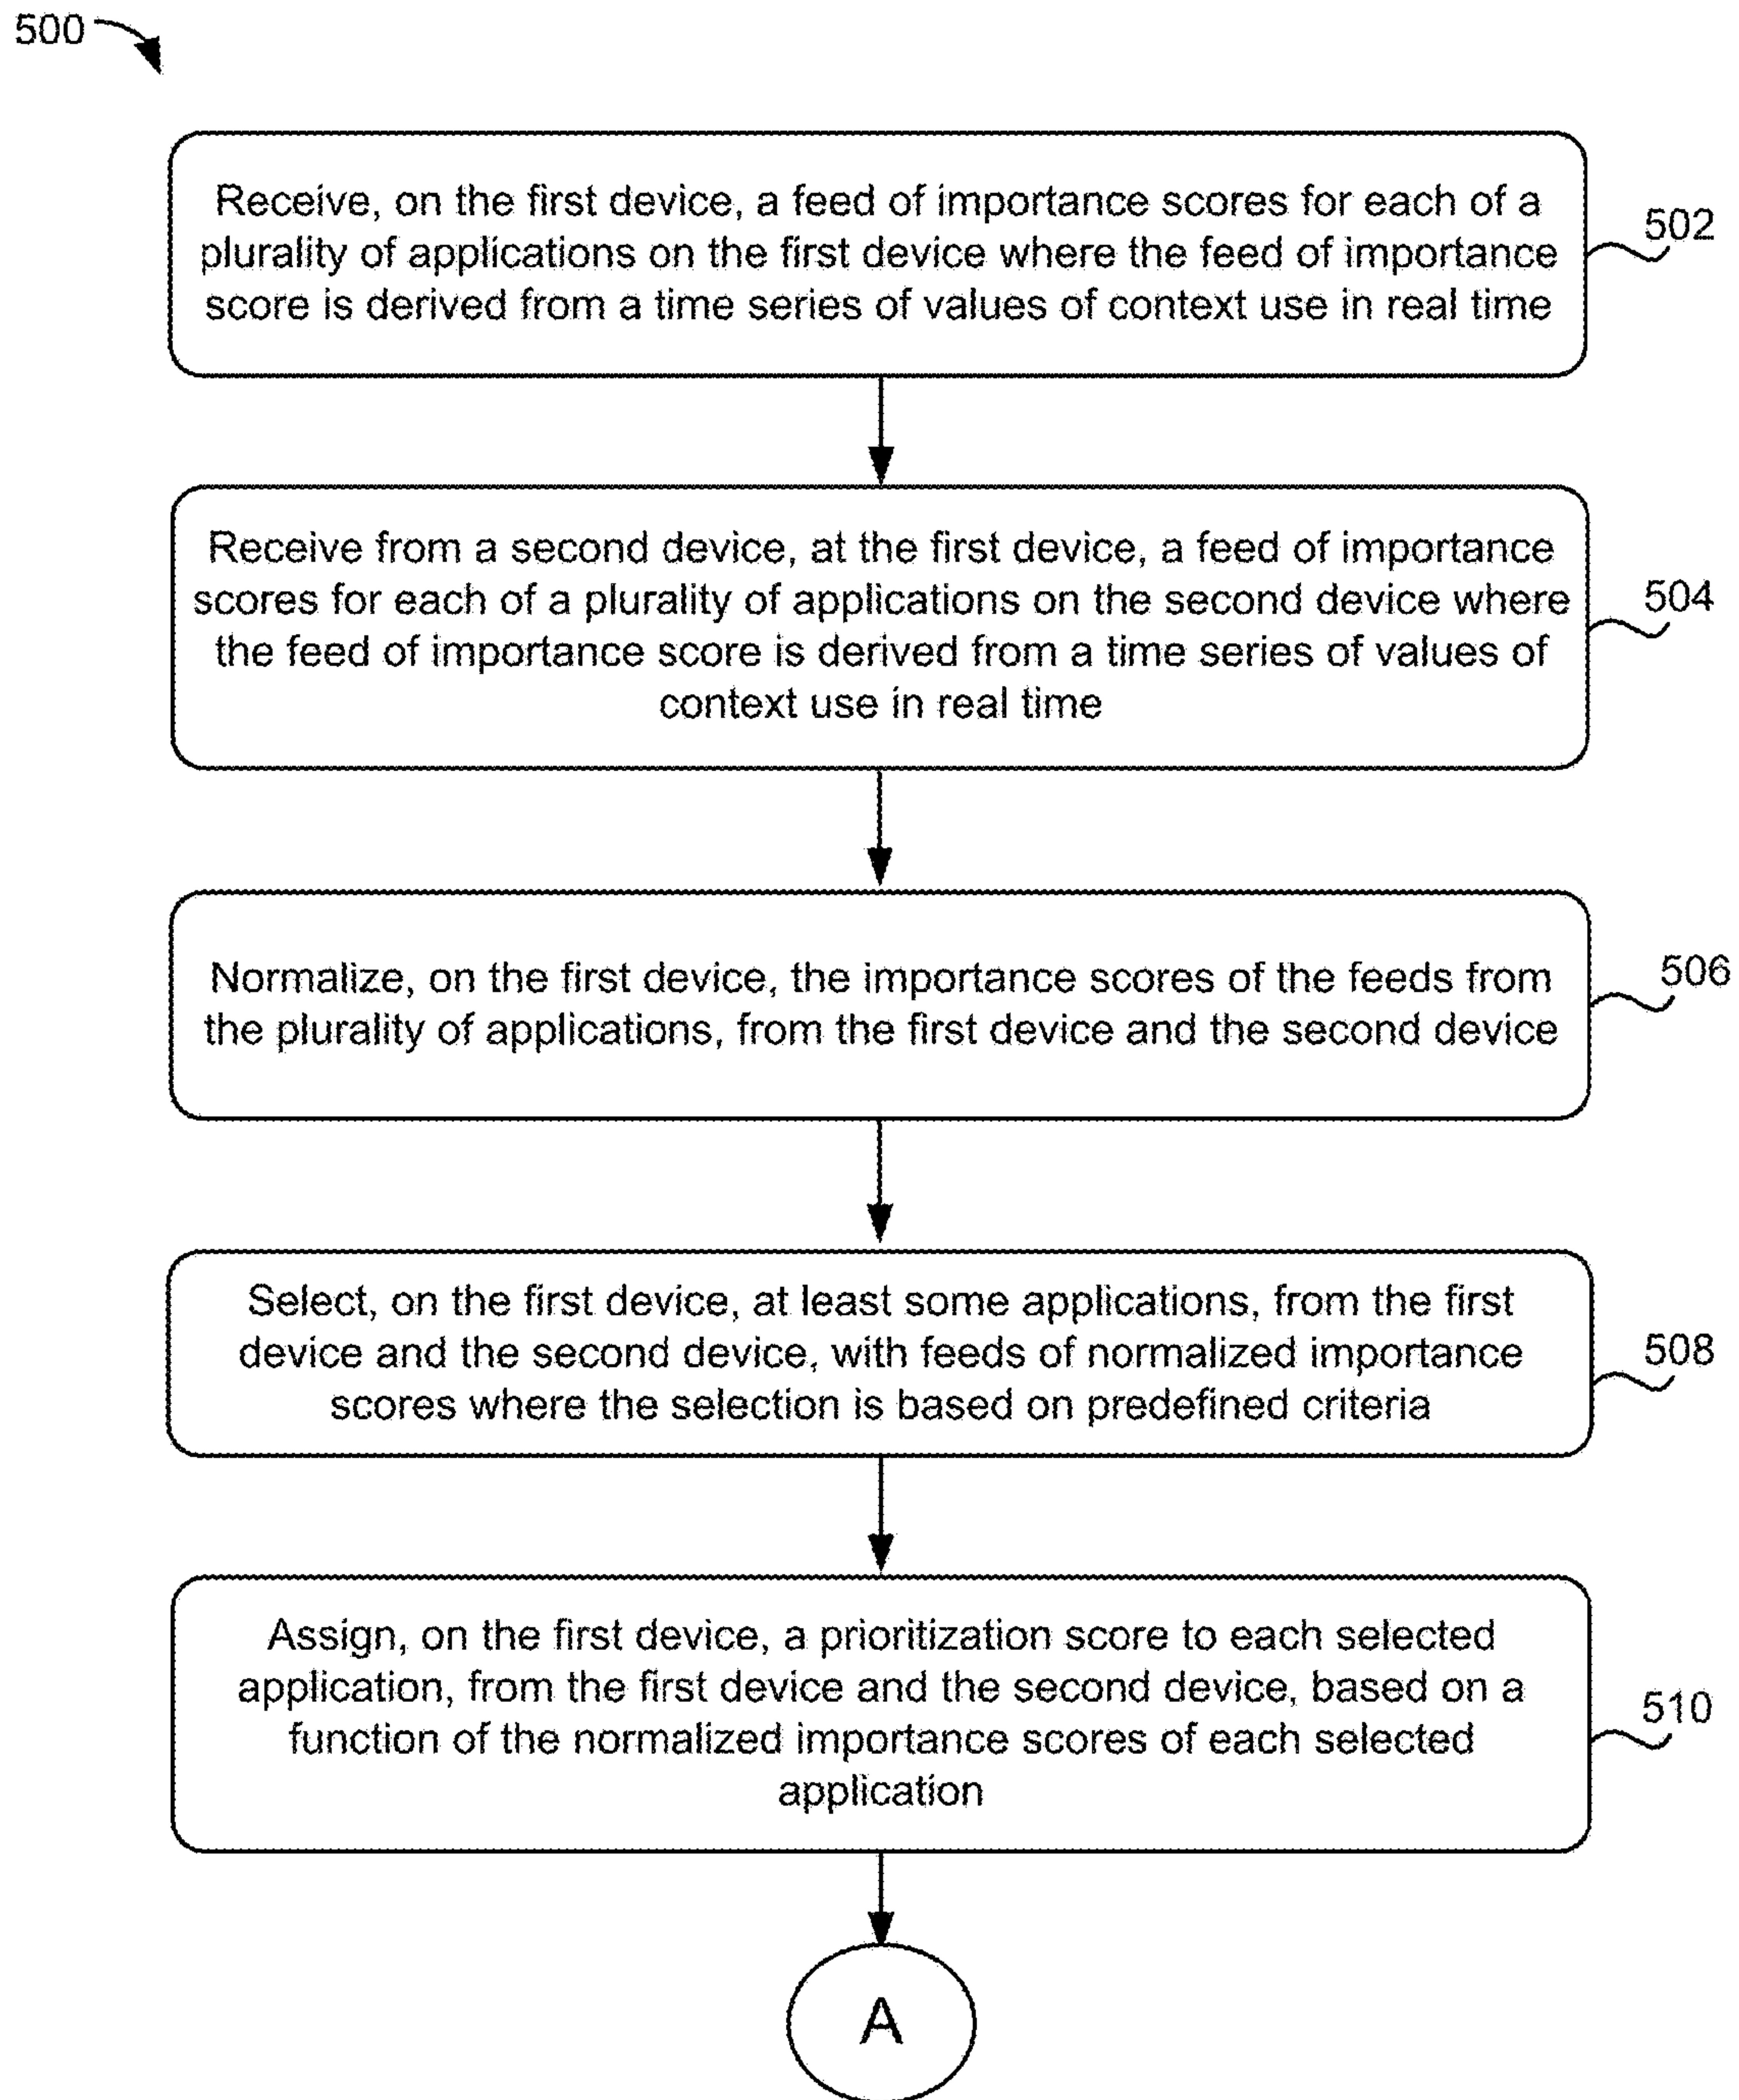 500
Receive, on the first device, a feed of importance scores for each of a
plurality of applications on the first device where the feed of importance
score is derived from a time series of values of context use in real time
502
Receive from a second device, at the first device, a feed of importance
scores for each of a plurality of applications on the second device where
the feed of importance score is derived from a time series of values of
context use in real time
504
Normalize, on the first device, the importance scores of the feeds from
the plurality of applications, from the first device and the second device
506
Select, on the first device, at least some applications, from the first
device and the second device, with feeds of normalized importance
scores where the selection is based on predefined criteria
508
Assign, on the first device, a prioritization score to each selected
application, from the first device and the second device, based on a
function of the normalized importance scores of each selected
application
510
A